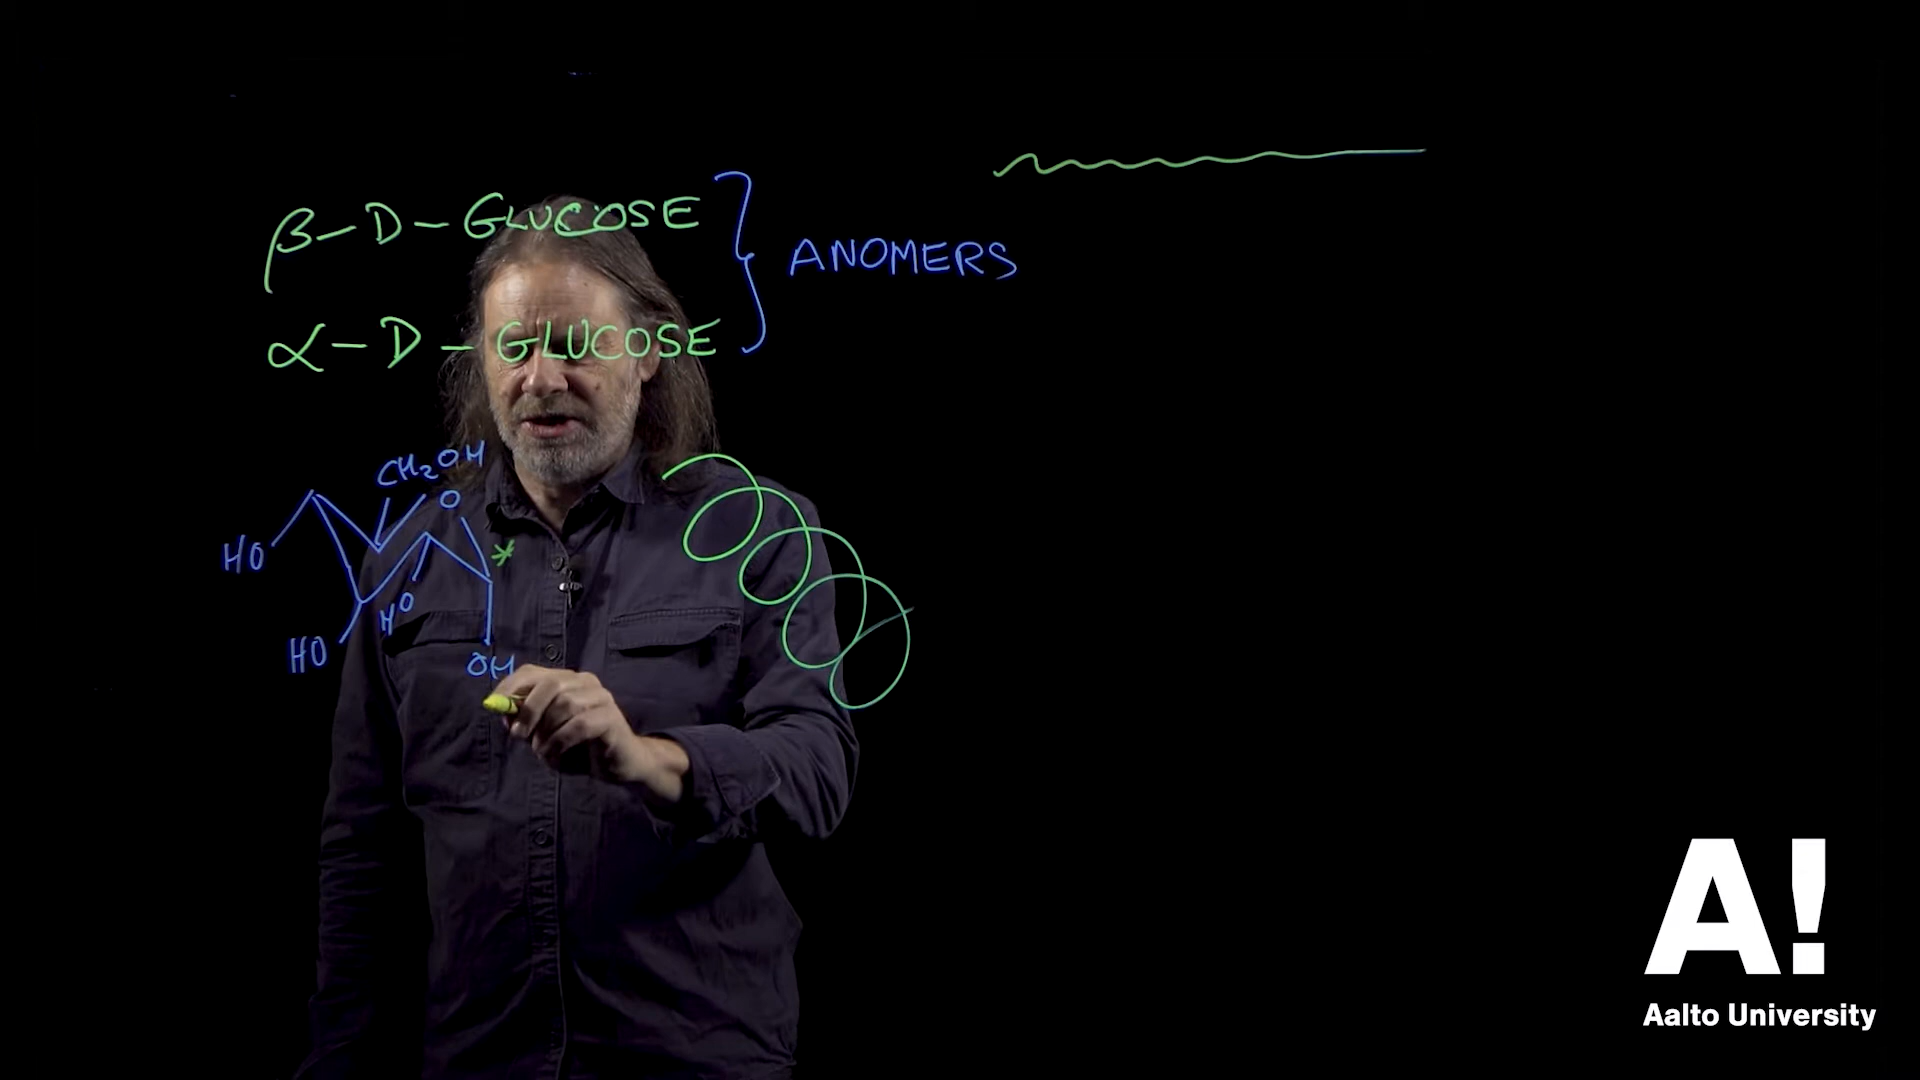 β-D-GLUCOSE
α-D-GLUCOSE
ANOMERS
CH₂OH
O
HO
*
HO
HO
OH
A!
Aalto University